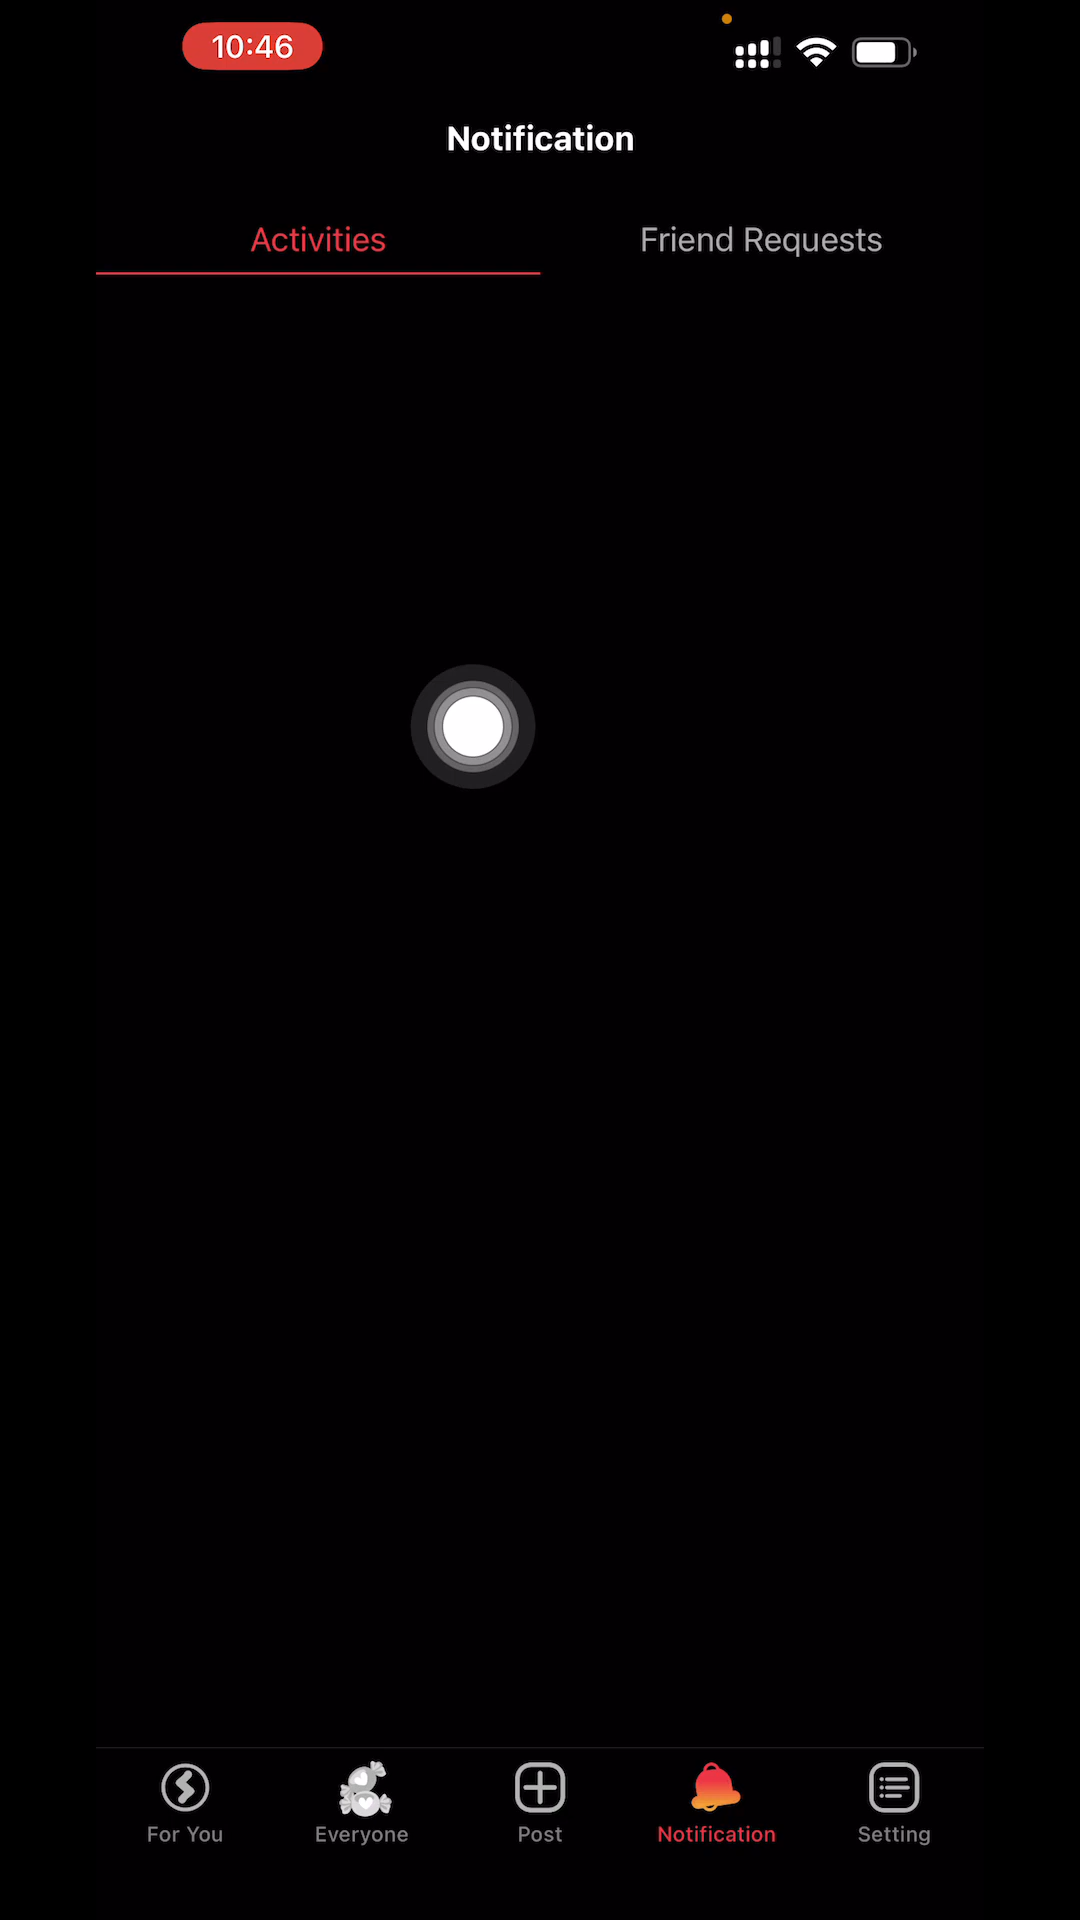 10:46
Notification
Activities
Friend Requests
For You
Everyone
Post
Notification
Setting